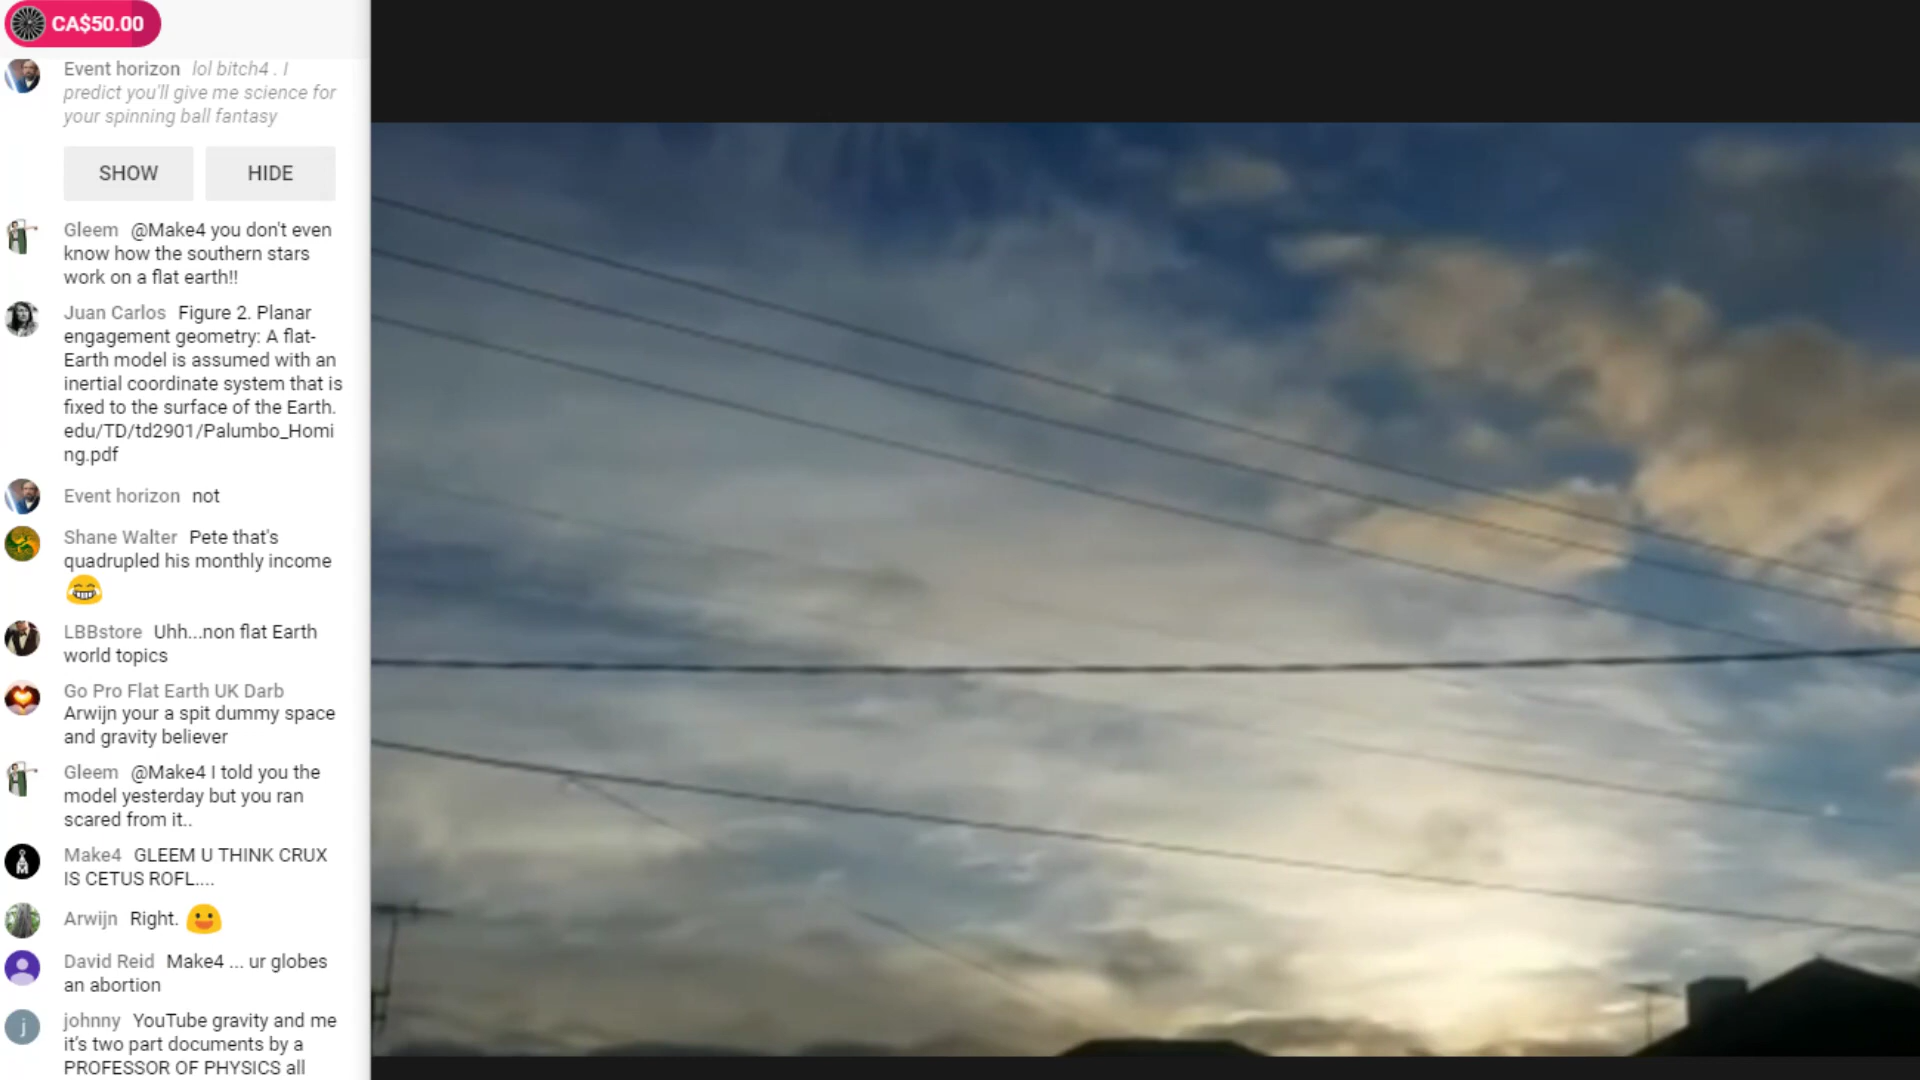 CA$50.00
Event horizon lol bitch4 . I
predict you'll give me science for
your spinning ball fantasy
SHOW HIDE
Gleem @Make4 you don't even
know how the southern stars
work on a flat earth!!
Juan Carlos Figure 2. Planar
engagement geometry: A flat-
Earth model is assumed with an
inertial coordinate system that is
fixed to the surface of the Earth.
edu/TD/td2901/Palumbo_Homi
ng.pdf
Event horizon not
Shane Walter Pete that's
quadrupled his monthly income
LBBstore Uhh...non flat Earth
world topics
Go Pro Flat Earth UK Darb
Arwijn your a spit dummy space
and gravity believer
Gleem @Make4 I told you the
model yesterday but you ran
scared from it..
M
Make4 GLEEM U THINK CRUX
IS CETUS ROFL....
Arwijn Right.
David Reid Make4 ... ur globes
an abortion
j
johnny YouTube gravity and me
it's two part documents by a
PROFESSOR OF PHYSICS all